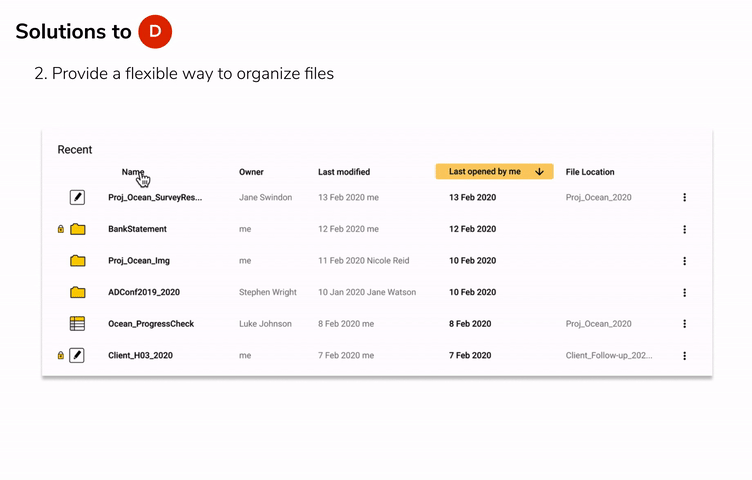 Solutions to D
2. Provide a flexible way to organize files
Recent
Name Owner Last modified Last opened by me File Location
Proj_Ocean_SurveyRes... Jane Swindon 13 Feb 2020 me 13 Feb 2020 Proj_Ocean_2020
BankStatement me 12 Feb 2020 me 12 Feb 2020
Proj_Ocean_Img me 11 Feb 2020 Nicole Reid 10 Feb 2020
ADConf2019_2020 Stephen Wright 10 Jan 2020 Jane Watson 10 Feb 2020
Ocean_ProgressCheck Luke Johnson 8 Feb 2020 me 8 Feb 2020 Proj_Ocean_2020
Client_H03_2020 me 7 Feb 2020 me 7 Feb 2020 Client_Follow-up_202...